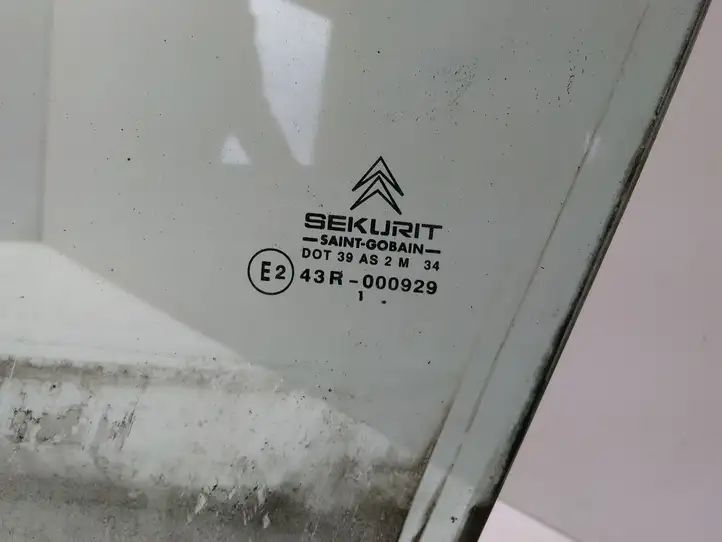 SEKURIT
SAINT-GOBAIN
DOT 39 AS 2 M 34
E2 43R-000929
1